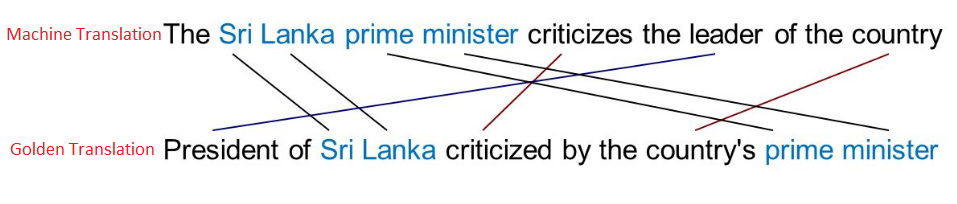 Machine Translation The Sri Lanka prime minister criticizes the leader of the country
Golden Translation President of Sri Lanka criticized by the country's prime minister